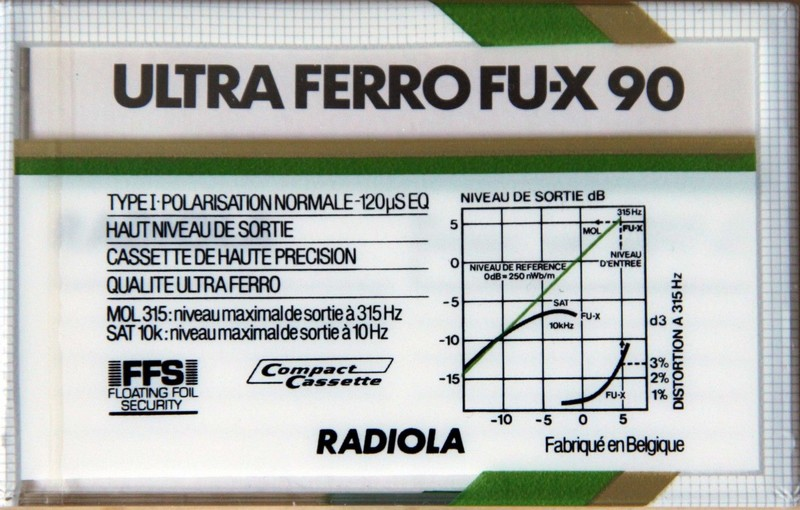 ULTRA FERRO FU-X 90
TYPE I · POLARISATION NORMALE - 120µS EQ
HAUT NIVEAU DE SORTIE
CASSETTE DE HAUTE PRECISION
QUALITE ULTRA FERRO
MOL 315 : niveau maximal de sortie à 315 Hz
SAT 10k : niveau maximal de sortie à 10 Hz
FFS
FLOATING FOIL
SECURITY
Compact
Cassette
NIVEAU DE SORTIE dB
315 Hz
5
MOL
FU-X
NIVEAU
D'ENTREE
0
NIVEAU DE REFERENCE
0dB = 250 nWb/m
-5
SAT
FU-X
10kHz
d3
-10
3%
-15
2%
FU-X
1%
DISTORTION A 315 Hz
-10 -5 0 5
RADIOLA
Fabriqué en Belgique